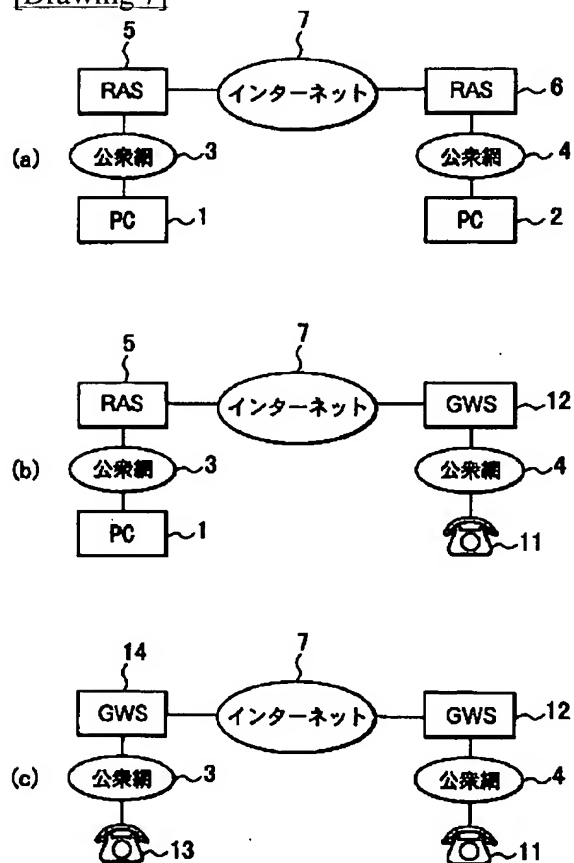 [Drawing 7]
5 7
RAS インターネット RAS 6
(a) 公衆網 3 公衆網 4
PC 1 PC 2
5 7
RAS インターネット GWS 12
(b) 公衆網 3 公衆網 4
PC 1 11
14 7
GWS インターネット GWS 12
(c) 公衆網 3 公衆網 4
13 11